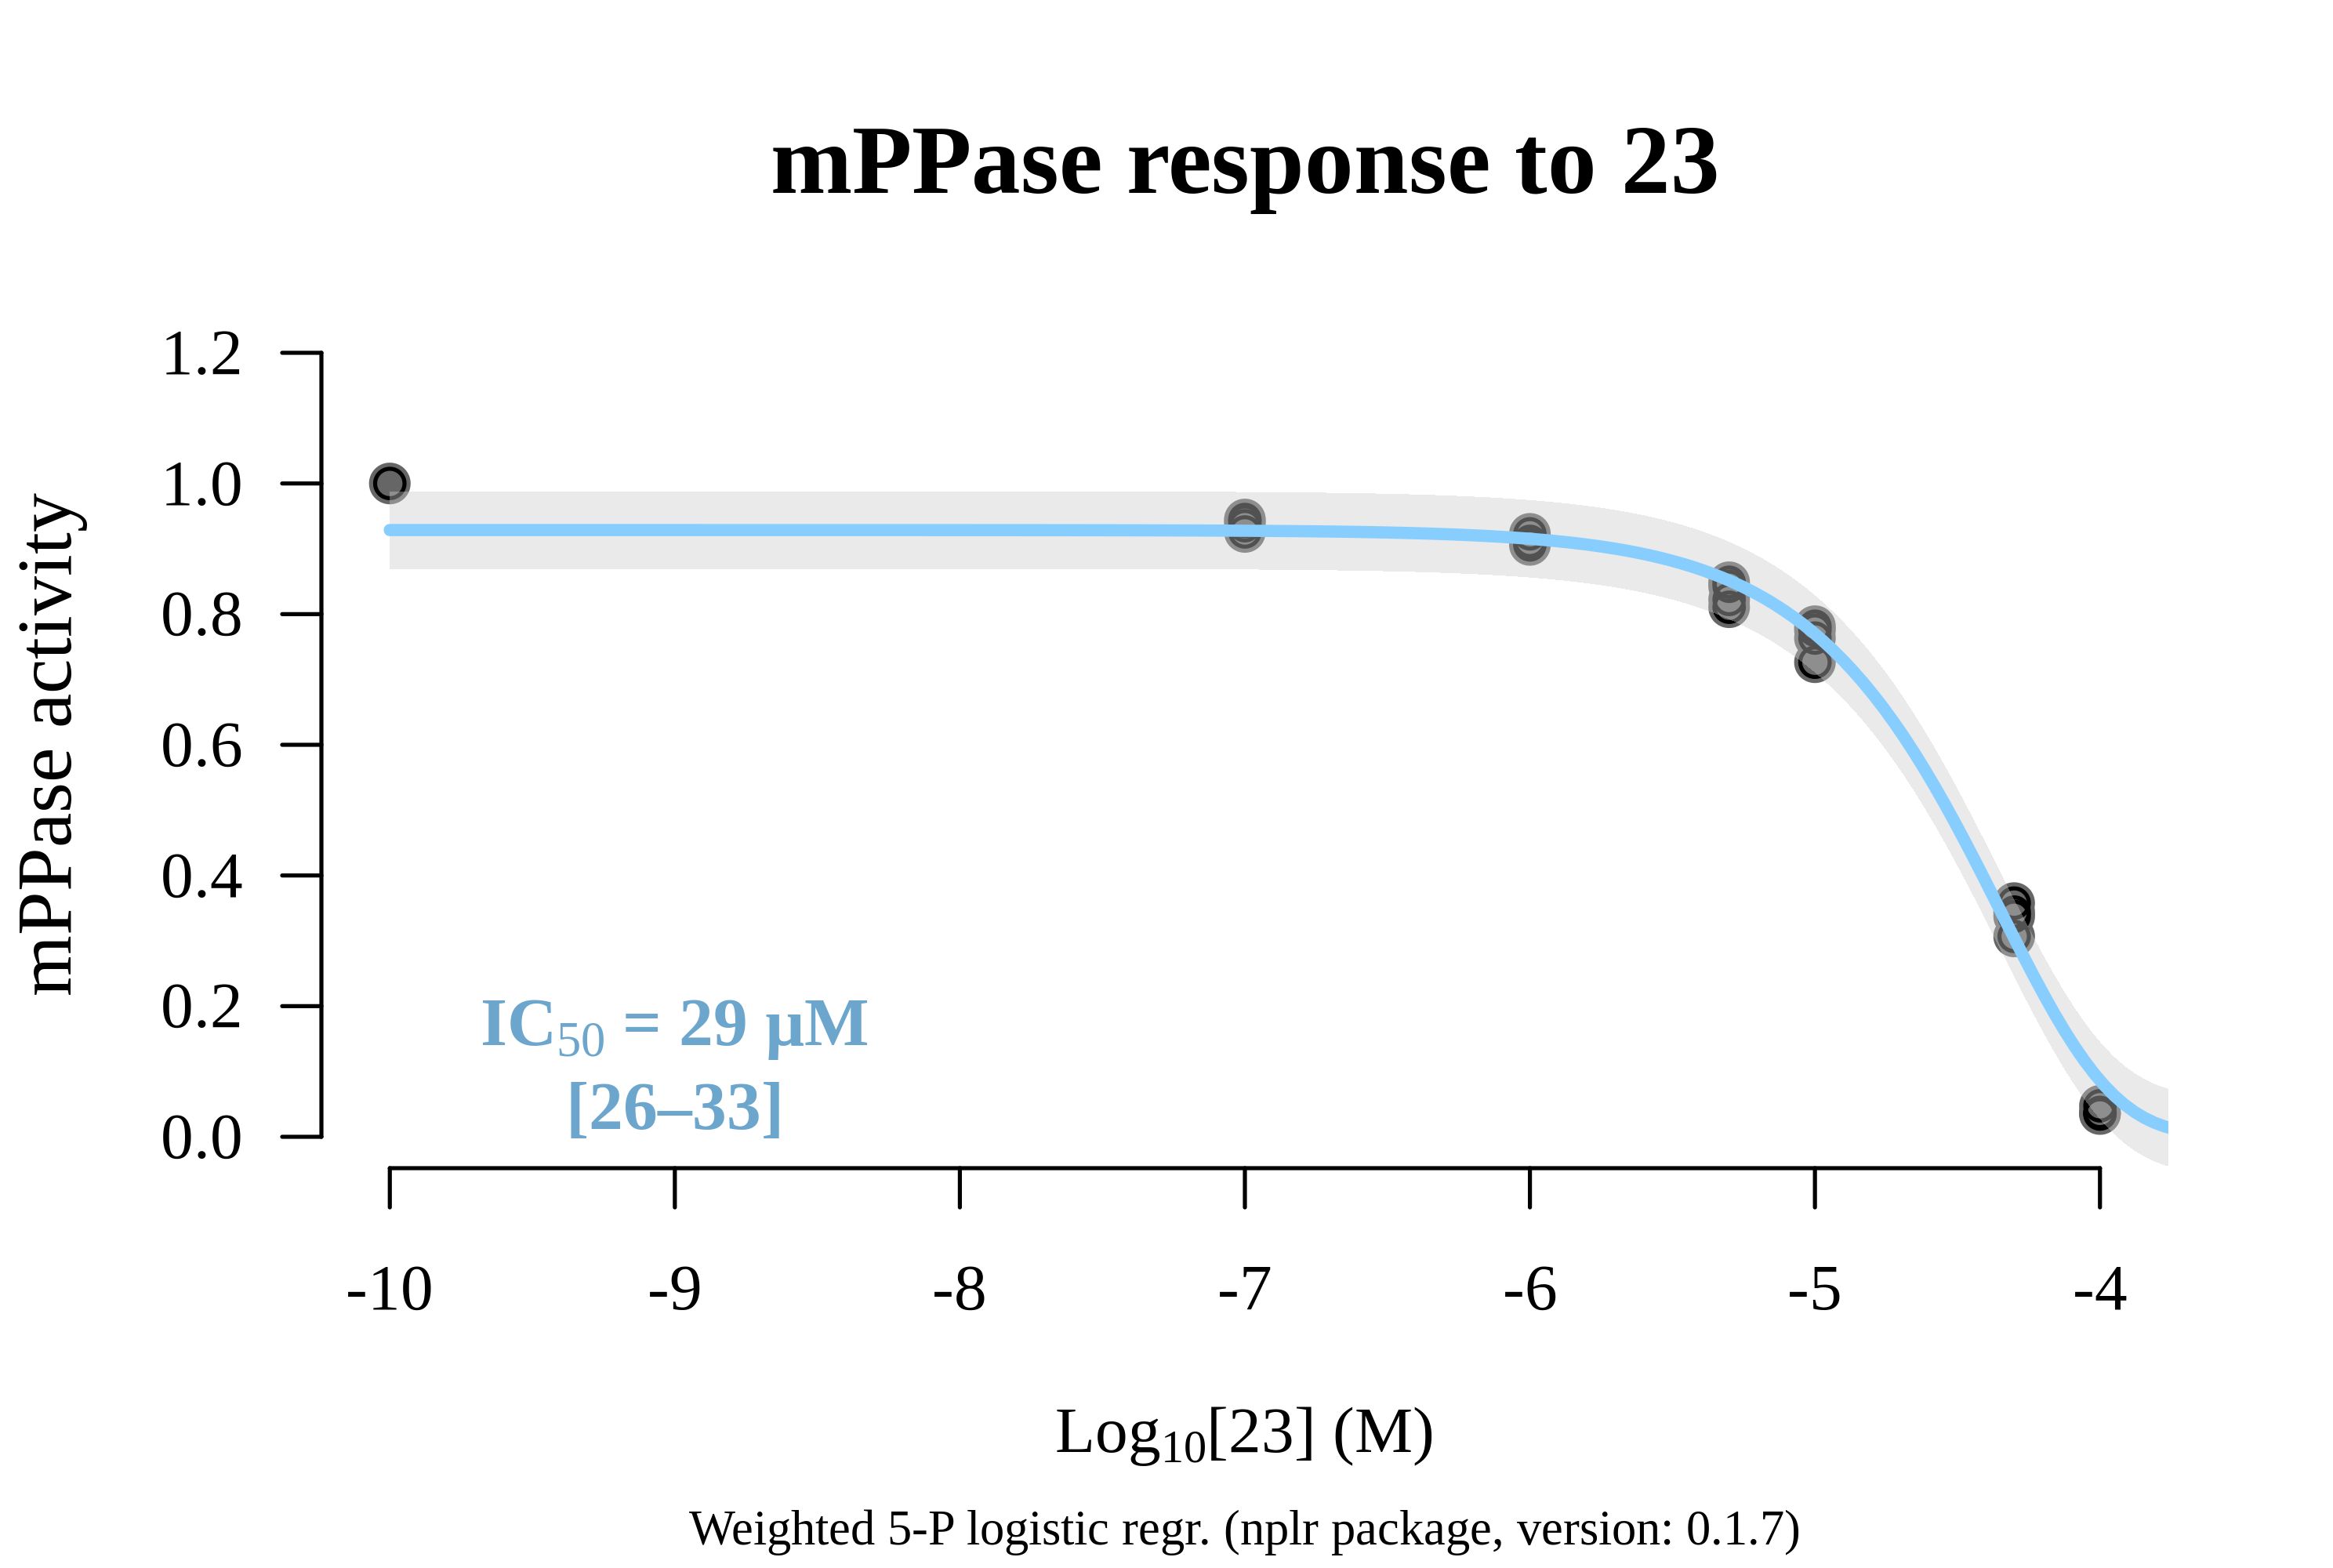 mPPase response to 23
mPPase activity
1.2
1.0
0.8
0.6
0.4
0.2
0.0
IC50 = 29 µM
[26–33]
-10 -9 -8 -7 -6 -5 -4
Log10[23] (M)
Weighted 5-P logistic regr. (nplr package, version: 0.1.7)